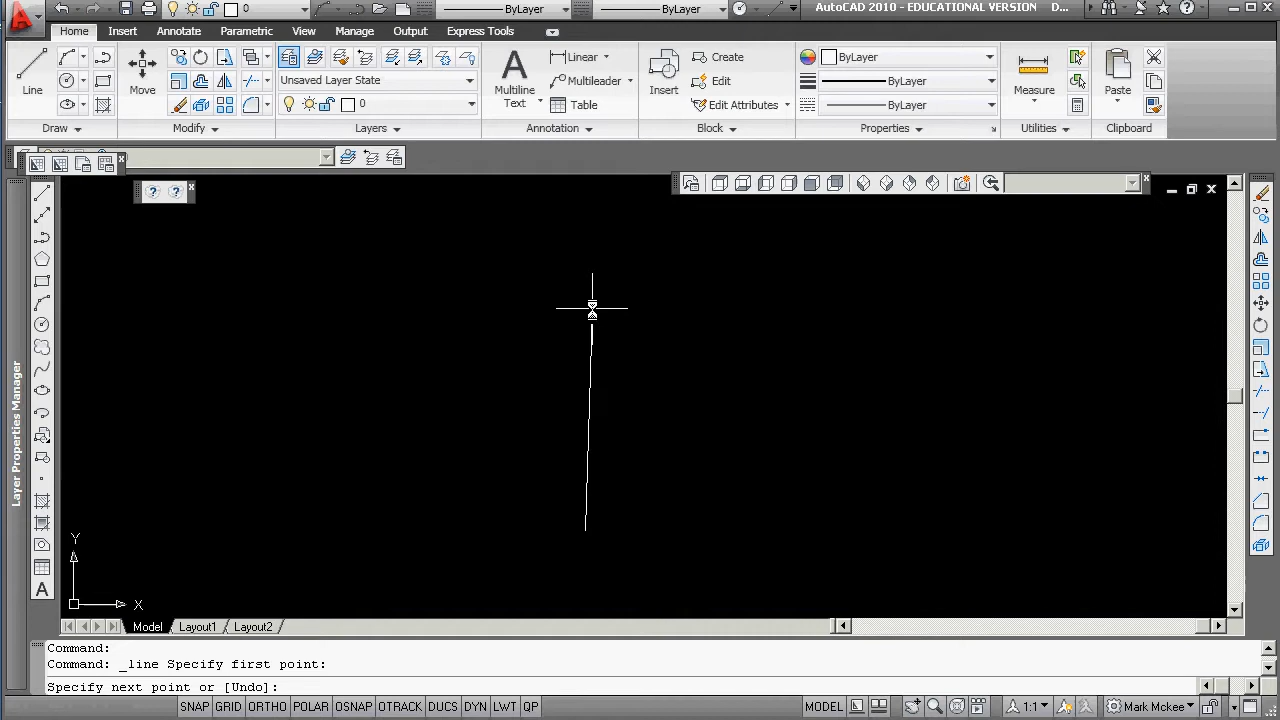 0
ByLayer
ByLayer
AutoCAD 2010 - EDUCATIONAL VERSION D...
Home Insert Annotate Parametric View Manage Output Express Tools
Line
Move
Unsaved Layer State
0
Multiline
Text
Linear
Multileader
Table
Insert
Create
Edit
Edit Attributes
ByLayer
ByLayer
ByLayer
Measure
Paste
Draw Modify Layers Annotation Block Properties Utilities Clipboard
0
Layer Properties Manager
A
Y
X
Model Layout1 Layout2
Command:
Command: _line Specify first point:
Specify next point or [Undo]:
SNAP GRID ORTHO POLAR OSNAP OTRACK DUCS DYN LWT QP MODEL 1:1 Mark Mckee